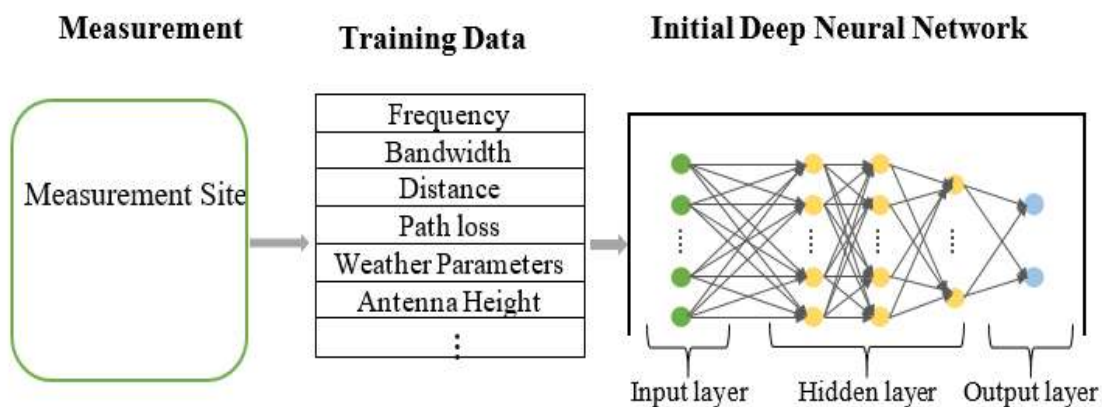 Measurement
Training Data
Initial Deep Neural Network
Measurement Site
Frequency
Bandwidth
Distance
Path loss
Weather Parameters
Antenna Height
Input layer
Hidden layer
Output layer